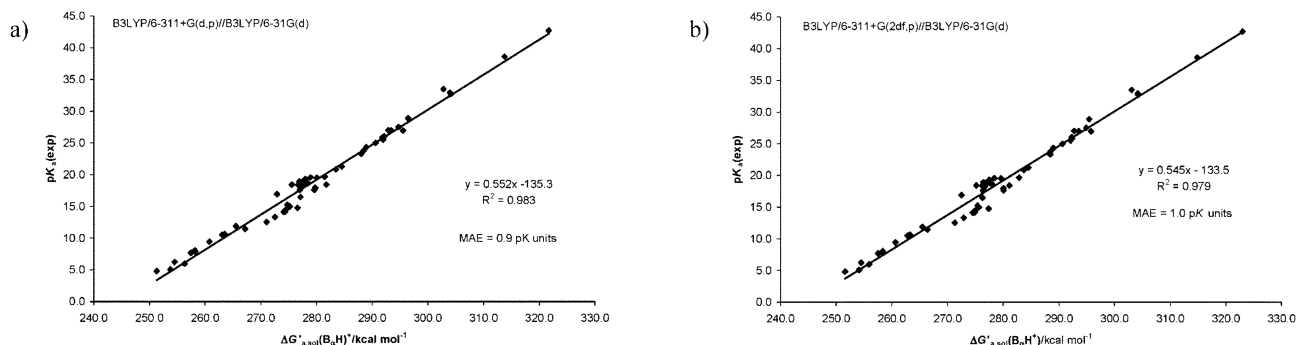 a)
B3LYP/6-311+G(d,p)//B3LYP/6-31G(d)
45.0
40.0
35.0
30.0
25.0
20.0
15.0
10.0
5.0
0.0
pKa(exp)
y = 0.552x -135.3
R² = 0.983
MAE = 0.9 pK units
240.0 250.0 260.0 270.0 280.0 290.0 300.0 310.0 320.0 330.0
ΔG*a,sol(BαH)⁺/kcal mol⁻¹
b)
B3LYP/6-311+G(2df,p)//B3LYP/6-31G(d)
45.0
40.0
35.0
30.0
25.0
20.0
15.0
10.0
5.0
0.0
pKa(exp)
y = 0.545x - 133.5
R² = 0.979
MAE = 1.0 pK units
240.0 250.0 260.0 270.0 280.0 290.0 300.0 310.0 320.0 330.0
ΔG*a,sol(BαH⁺)/kcal mol⁻¹